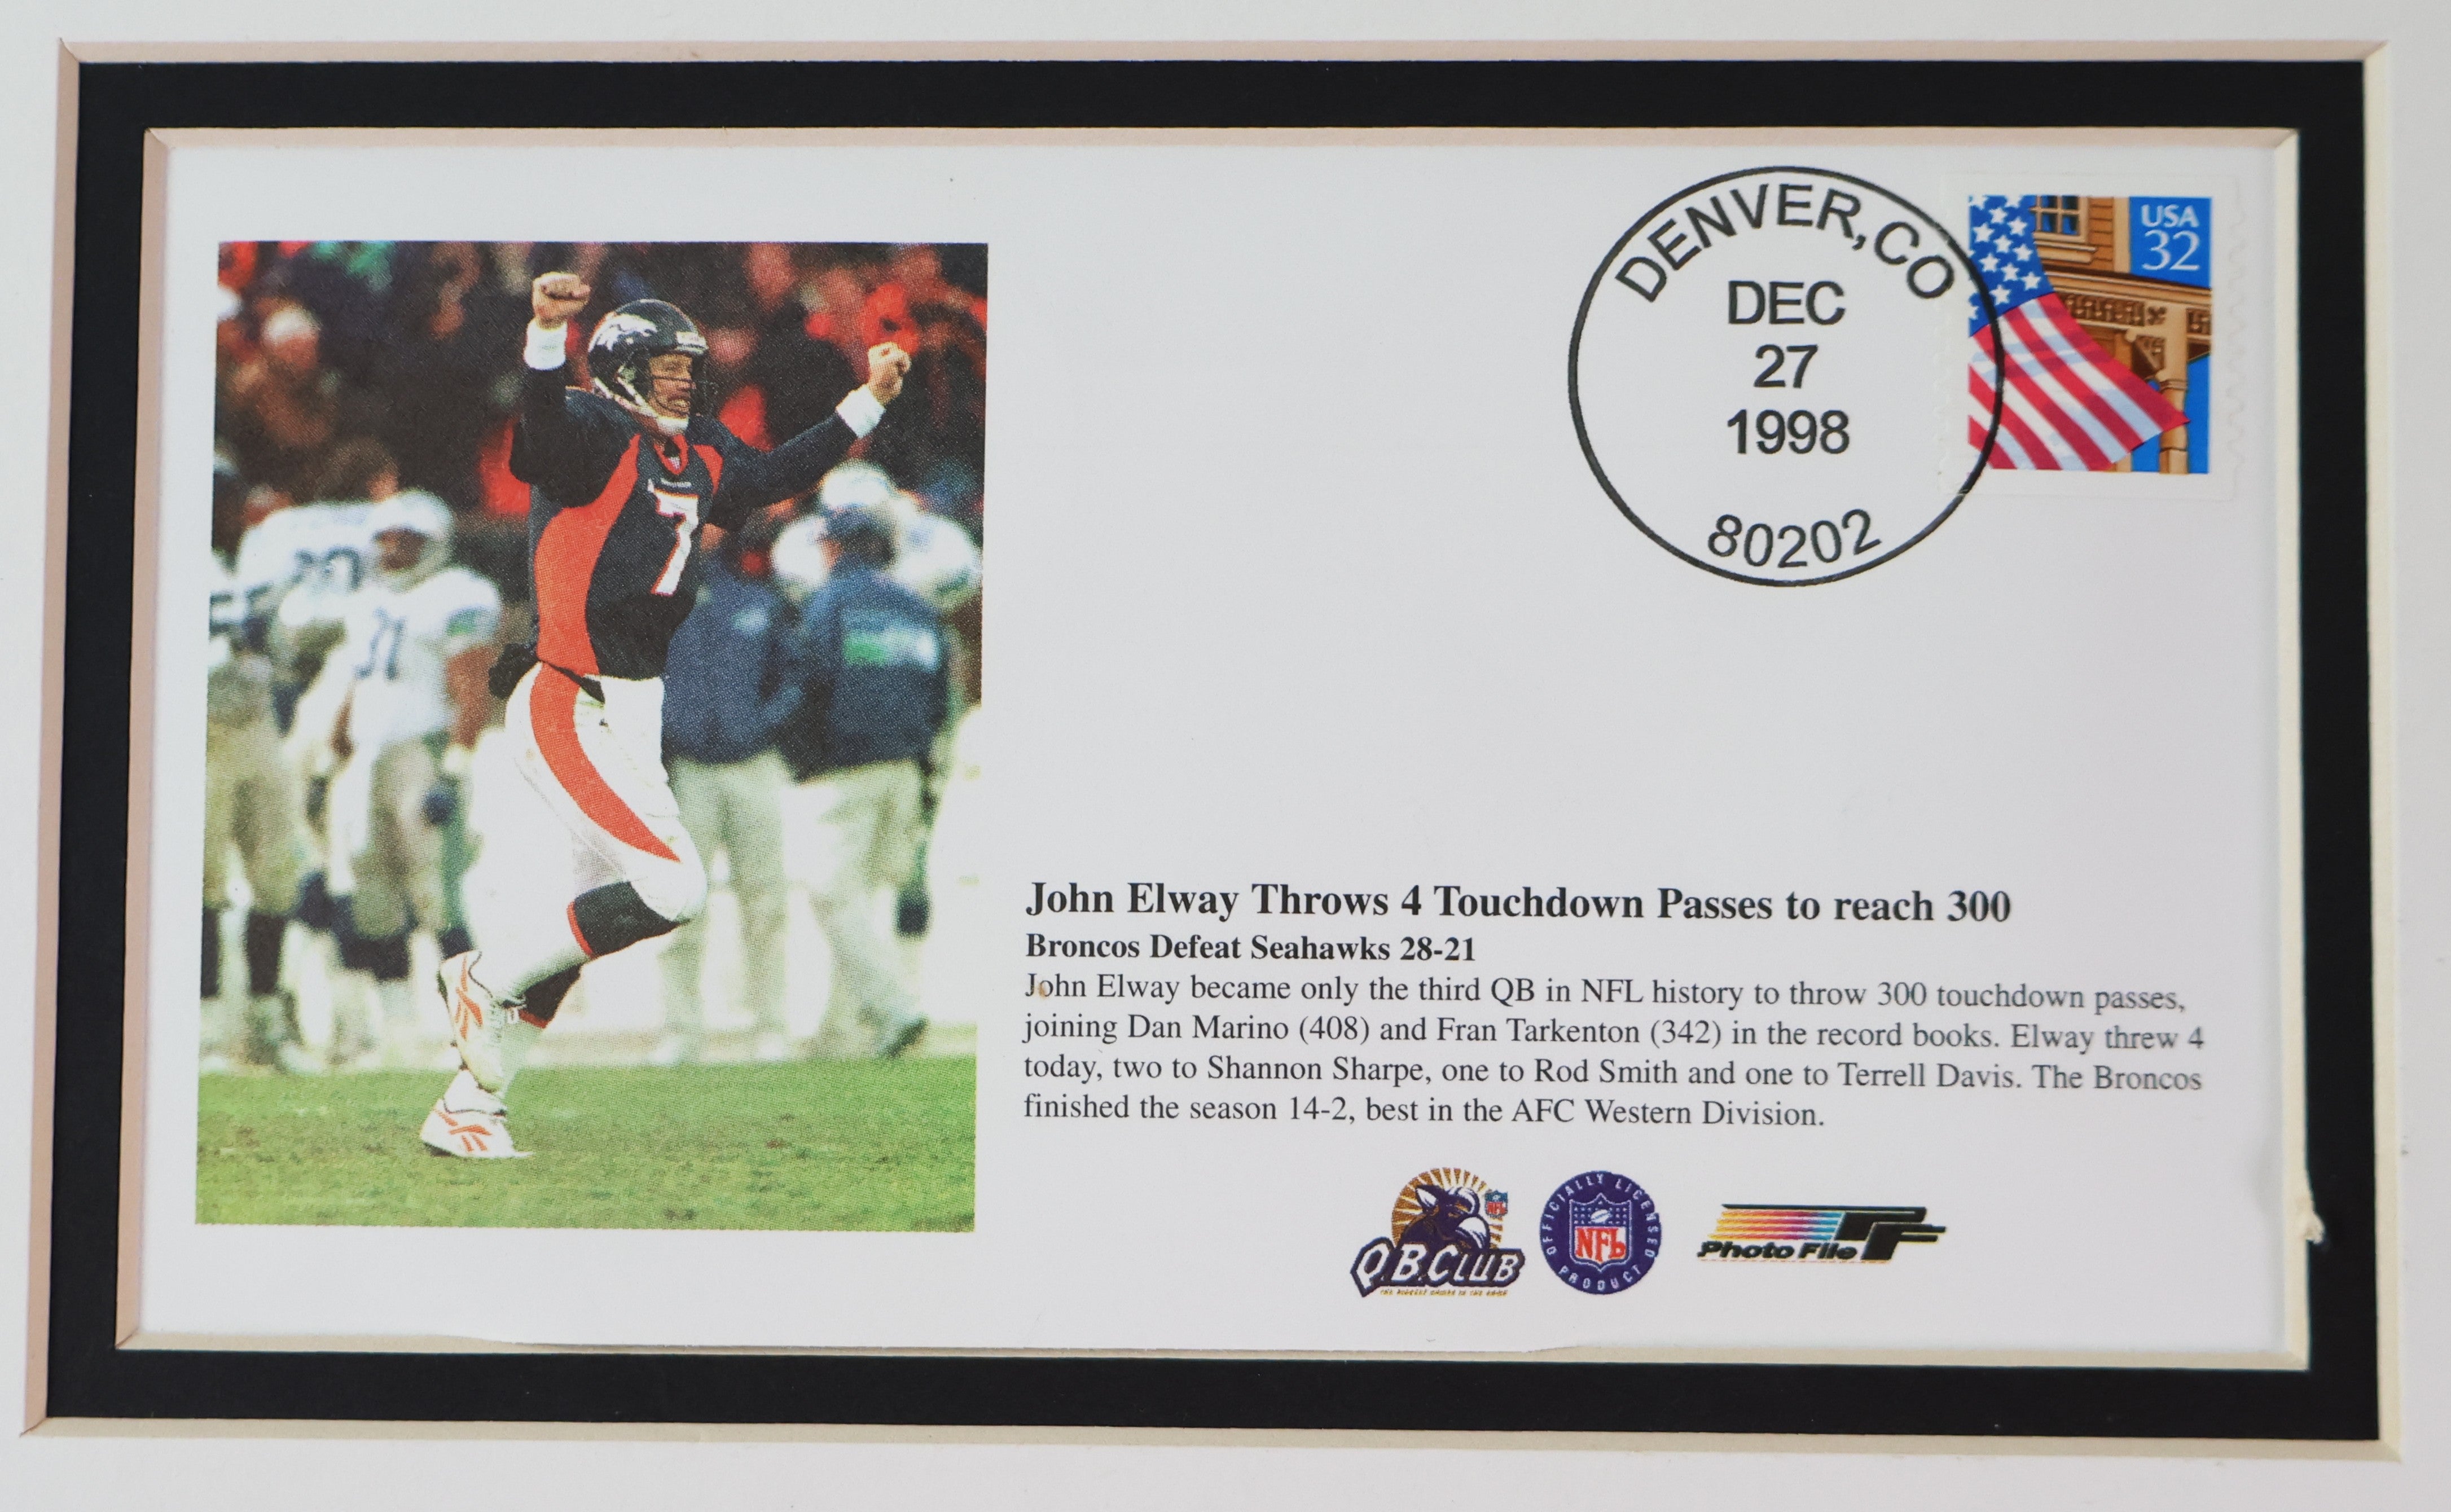 DENVER, CO
DEC
27
1998
80202
USA
32
7
31
John Elway Throws 4 Touchdown Passes to reach 300
Broncos Defeat Seahawks 28-21
John Elway became only the third QB in NFL history to throw 300 touchdown passes,
joining Dan Marino (408) and Fran Tarkenton (342) in the record books. Elway threw 4
today, two to Shannon Sharpe, one to Rod Smith and one to Terrell Davis. The Broncos
finished the season 14-2, best in the AFC Western Division.
NFL
QB CLUB
OFFICIALLY LICENSED
NFL
PRODUCT
Photo File PF